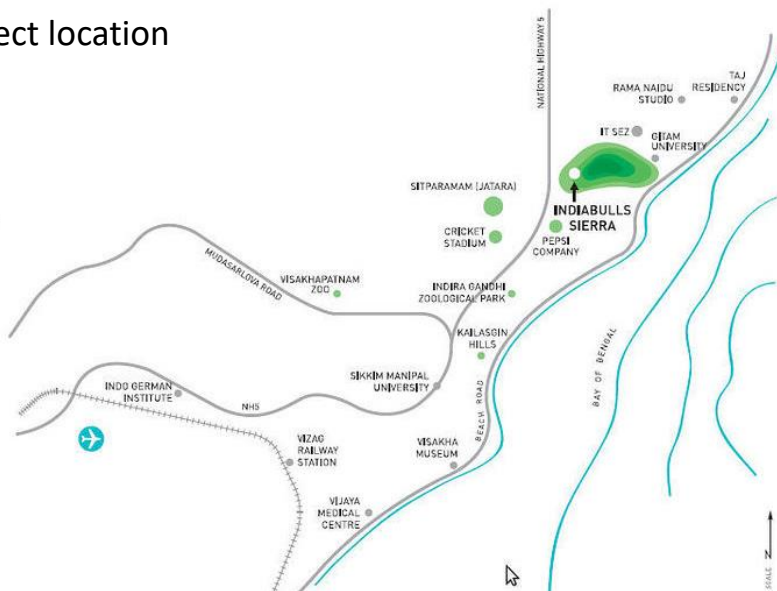 ect location
NATIONAL HIGHWAY 5
TAJ
RESIDENCY
RAMA NAIDU
STUDIO
IT SEZ
GITAM
UNIVERSITY
SITPARAMAM (JATARA)
INDIABULLS
SIERRA
CRICKET
STADIUM
PEPSI
COMPANY
MUDASARLOVA ROAD
VISAKHAPATNAM
ZOO
INDIRA GANDHI
ZOOLOGICAL PARK
KAILASGIN
HILLS
BAY OF BENGAL
SIKKIM MANIPAL
UNIVERSITY
INDO GERMAN
INSTITUTE
NH5
BEACH ROAD
VIZAG
RAILWAY
STATION
VISAKHA
MUSEUM
VIJAYA
MEDICAL
CENTRE
N
SCALE